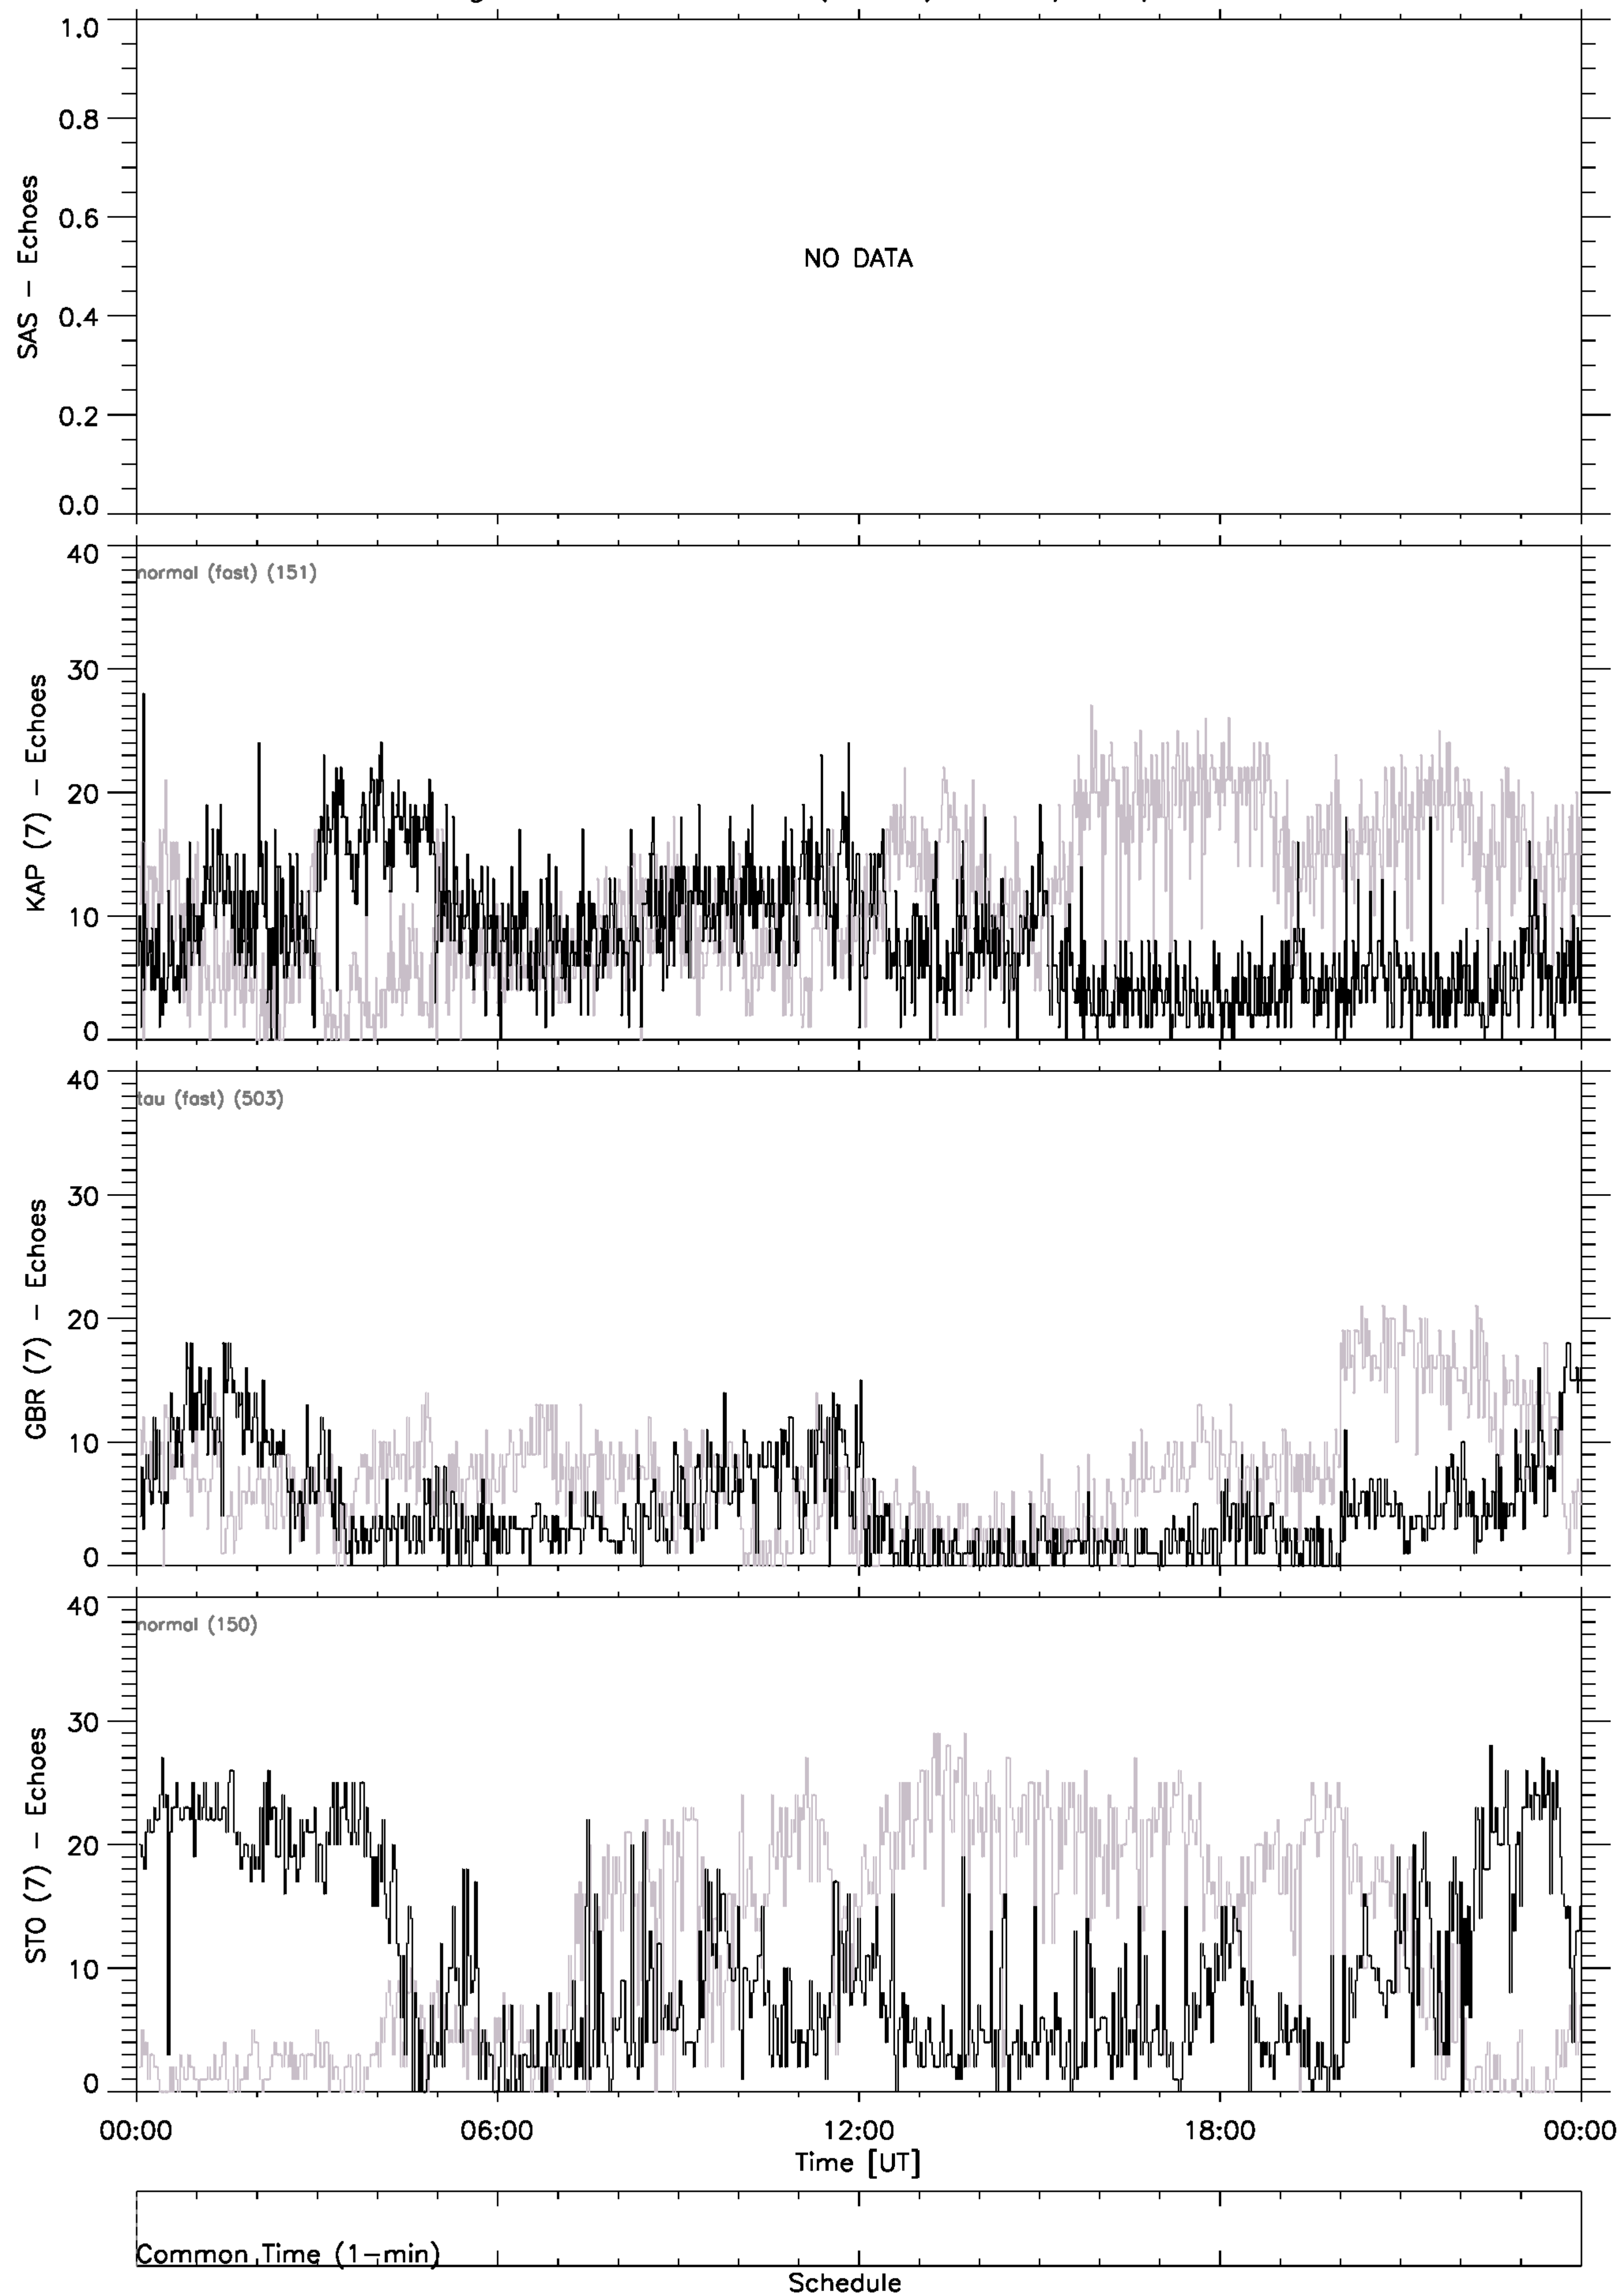 1.0
0.8
0.6
0.4
0.2
0.0
SAS – Echoes
NO DATA
40
30
20
10
0
KAP (7) – Echoes
normal (fast) (151)
40
30
20
10
0
GBR (7) – Echoes
tau (fast) (503)
40
30
20
10
0
STO (7) – Echoes
normal (150)
00:00 06:00 12:00 18:00 00:00
Time [UT]
Common Time (1–min)
Schedule